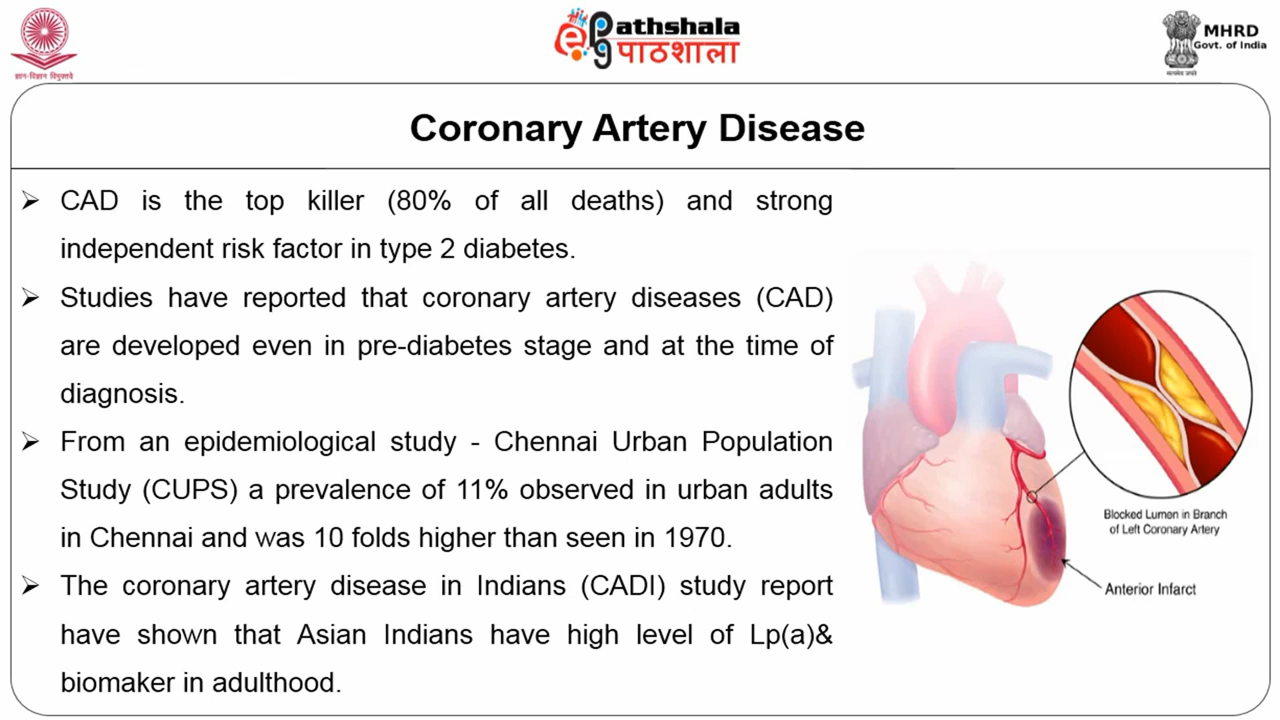 ज्ञान-विज्ञान विमुक्तये
ePathshala
पाठशाला
MHRD
Govt. of India
सत्यमेव जयते
Coronary Artery Disease
➢ CAD is the top killer (80% of all deaths) and strong
independent risk factor in type 2 diabetes.
➢ Studies have reported that coronary artery diseases (CAD)
are developed even in pre-diabetes stage and at the time of
diagnosis.
➢ From an epidemiological study - Chennai Urban Population
Study (CUPS) a prevalence of 11% observed in urban adults
in Chennai and was 10 folds higher than seen in 1970.
➢ The coronary artery disease in Indians (CADI) study report
have shown that Asian Indians have high level of Lp(a)&
biomaker in adulthood.
Blocked Lumen in Branch
of Left Coronary Artery
Anterior Infarct